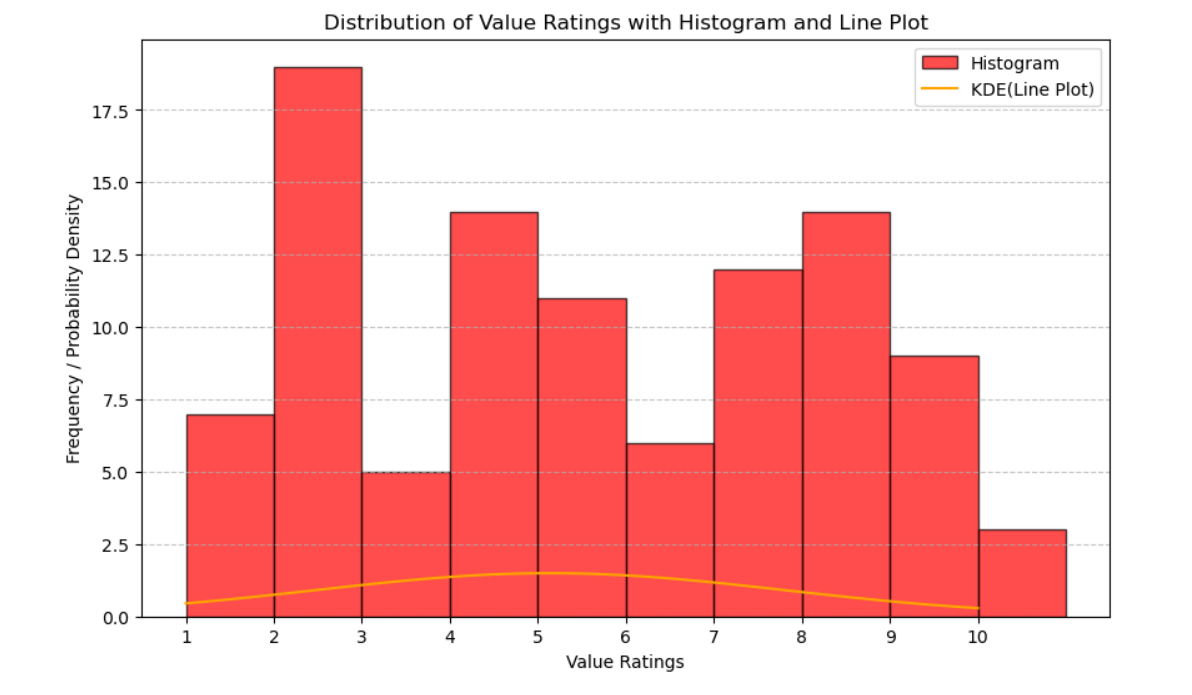 Distribution of Value Ratings with Histogram and Line Plot
Histogram
KDE(Line Plot)
Frequency / Probability Density
17.5
15.0
12.5
10.0
7.5
5.0
2.5
0.0
1 2 3 4 5 6 7 8 9 10
Value Ratings